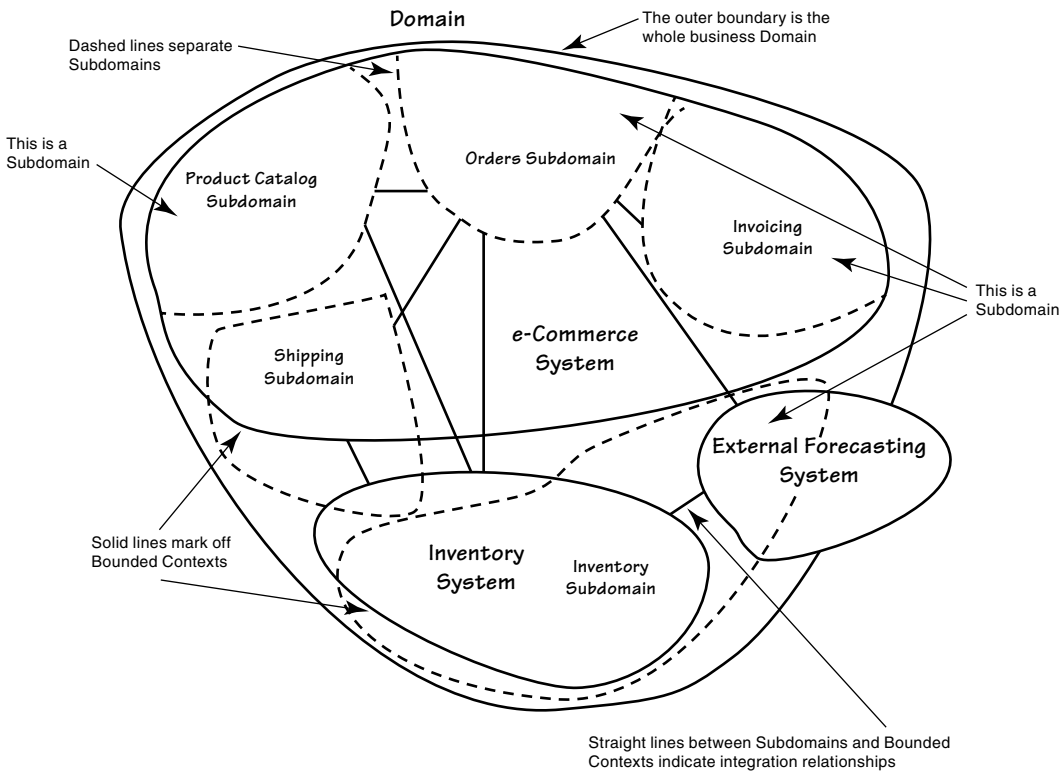 Domain
The outer boundary is the
whole business Domain
Dashed lines separate
Subdomains
This is a
Subdomain
Product Catalog
Subdomain
Orders Subdomain
Invoicing
Subdomain
This is a
Subdomain
e-Commerce
System
Shipping
Subdomain
External Forecasting
System
Solid lines mark off
Bounded Contexts
Inventory
System
Inventory
Subdomain
Straight lines between Subdomains and Bounded
Contexts indicate integration relationships